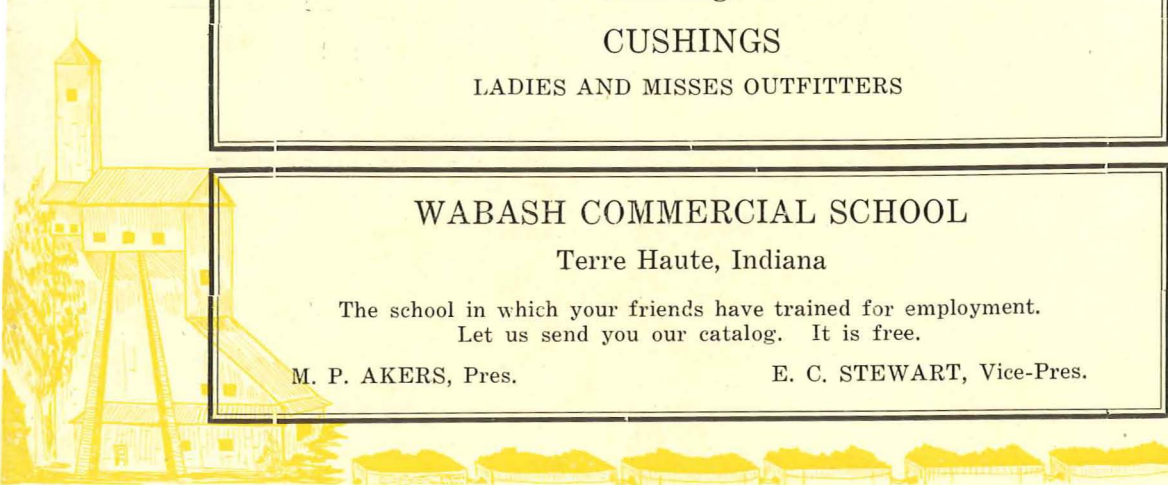 CUSHINGS
LADIES AND MISSES OUTFITTERS
WABASH COMMERCIAL SCHOOL
Terre Haute, Indiana
The school in which your friends have trained for employment.
Let us send you our catalog. It is free.
M. P. AKERS, Pres. E. C. STEWART, Vice-Pres.